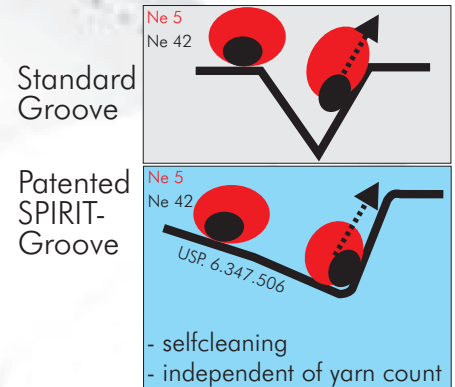 Ne 5
Ne 42
Standard
Groove
Patented
SPIRIT-
Groove
Ne 5
Ne 42
USP. 6.347.506
- selfcleaning
- independent of yarn count